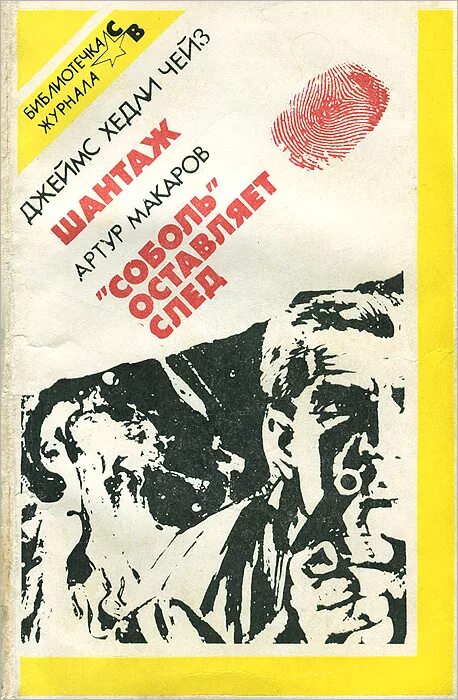 БИБЛИОТЕЧКА
ЖУРНАЛА
СВ
ДЖЕЙМС ХЕДЛИ ЧЕЙЗ
ШАНТАЖ
АРТУР МАКАРОВ
"СОБОЛЬ"
ОСТАВЛЯЕТ
СЛЕД